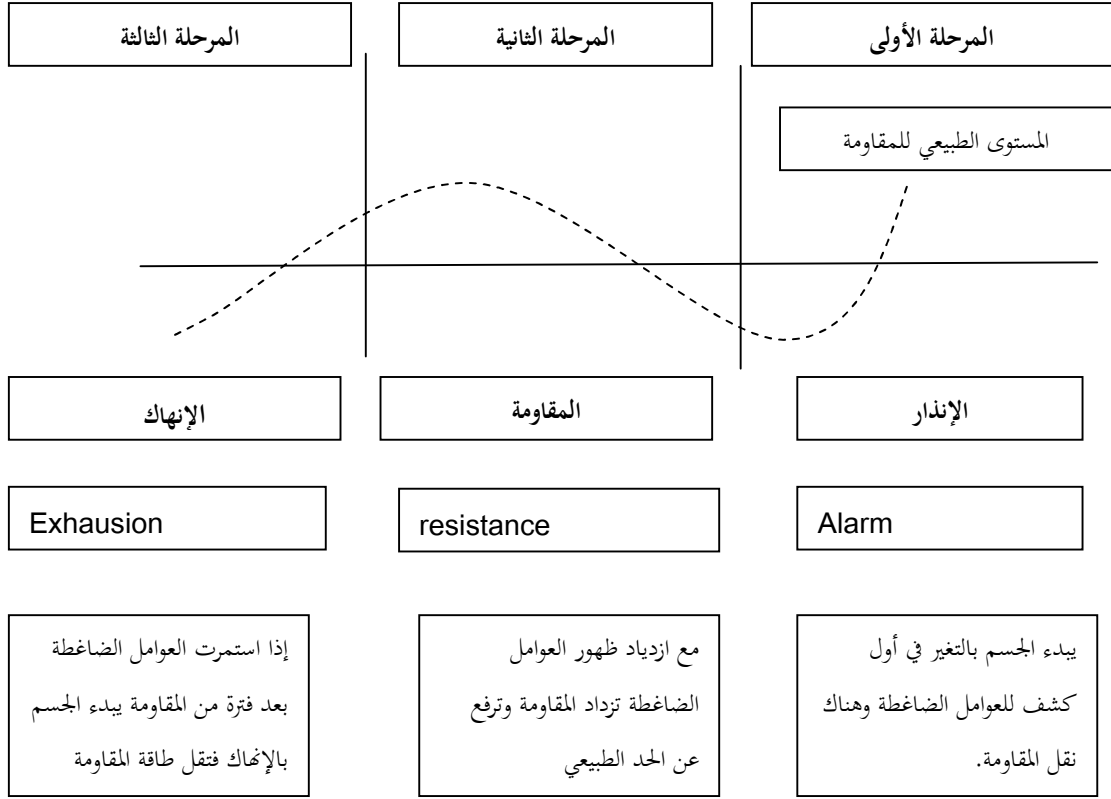 المرحلة الأولى
المرحلة الثانية
المرحلة الثالثة
المستوى الطبيعي للمقاومة
الإنذار
المقاومة
الإنهاك
Alarm
resistance
Exhausion
يبدء الجسم بالتغير في أول
كشف للعوامل الضاغطة وهناك
نقل المقاومة.
مع ازدياد ظهور العوامل
الضاغطة تزداد المقاومة وترفع
عن الحد الطبيعي
إذا استمرت العوامل الضاغطة
بعد فترة من المقاومة يبدء الجسم
بالإنهاك فتقل طاقة المقاومة